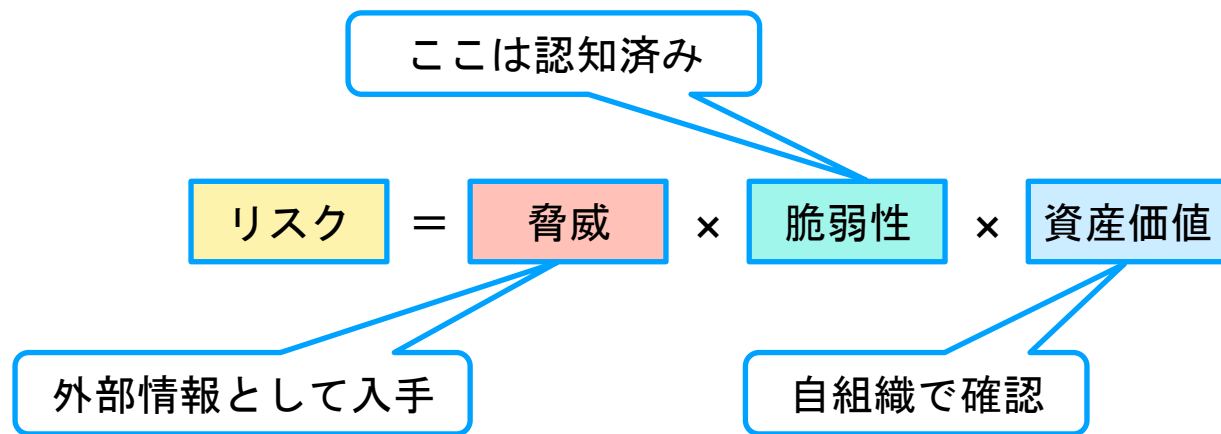 ここは認知済み
リスク ＝ 脅威 × 脆弱性 × 資産価値
外部情報として入手
自組織で確認